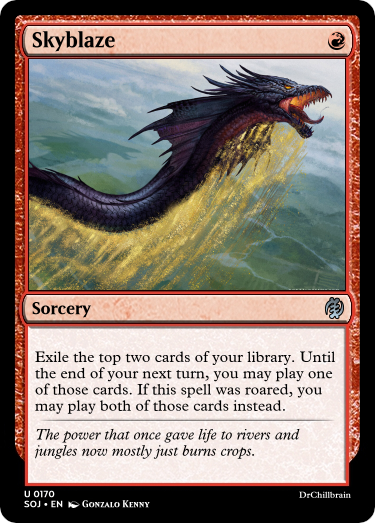 Skyblaze
Sorcery
Exile the top two cards of your library. Until
the end of your next turn, you may play one
of those cards. If this spell was roared, you
may play both of those cards instead.
The power that once gave life to rivers and
jungles now mostly just burns crops.
U 0170
SOJ • EN Gonzalo Kenny
DrChillbrain